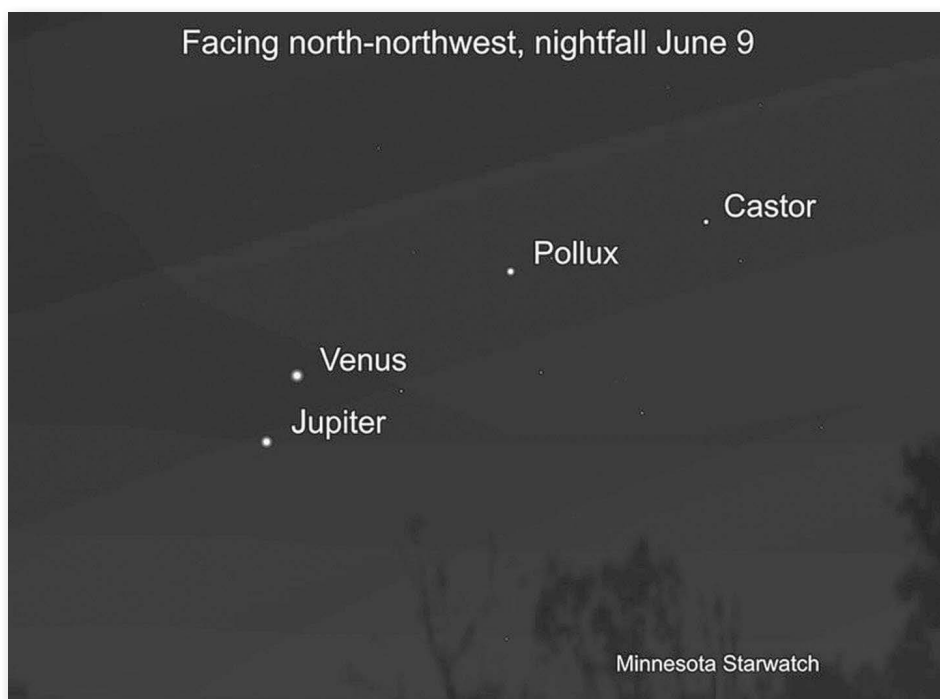 Facing north-northwest, nightfall June 9
Castor
Pollux
Venus
Jupiter
Minnesota Starwatch